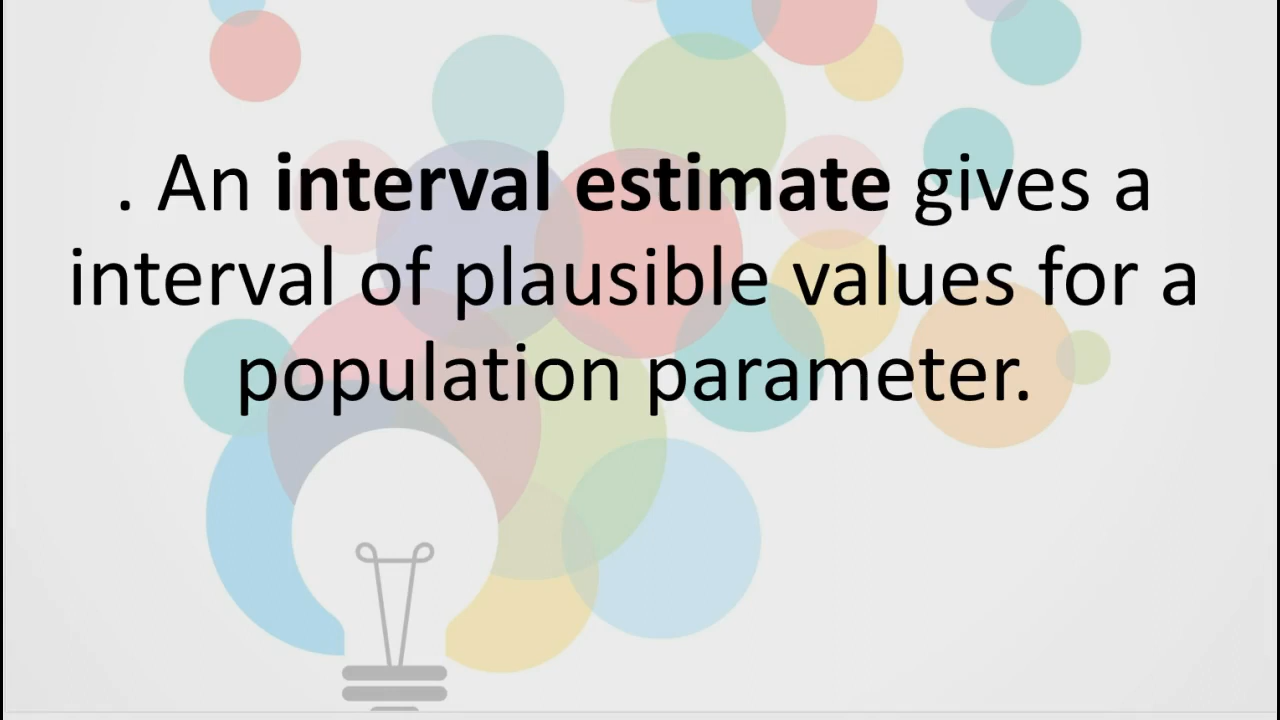 . An interval estimate gives a
interval of plausible values for a
population parameter.